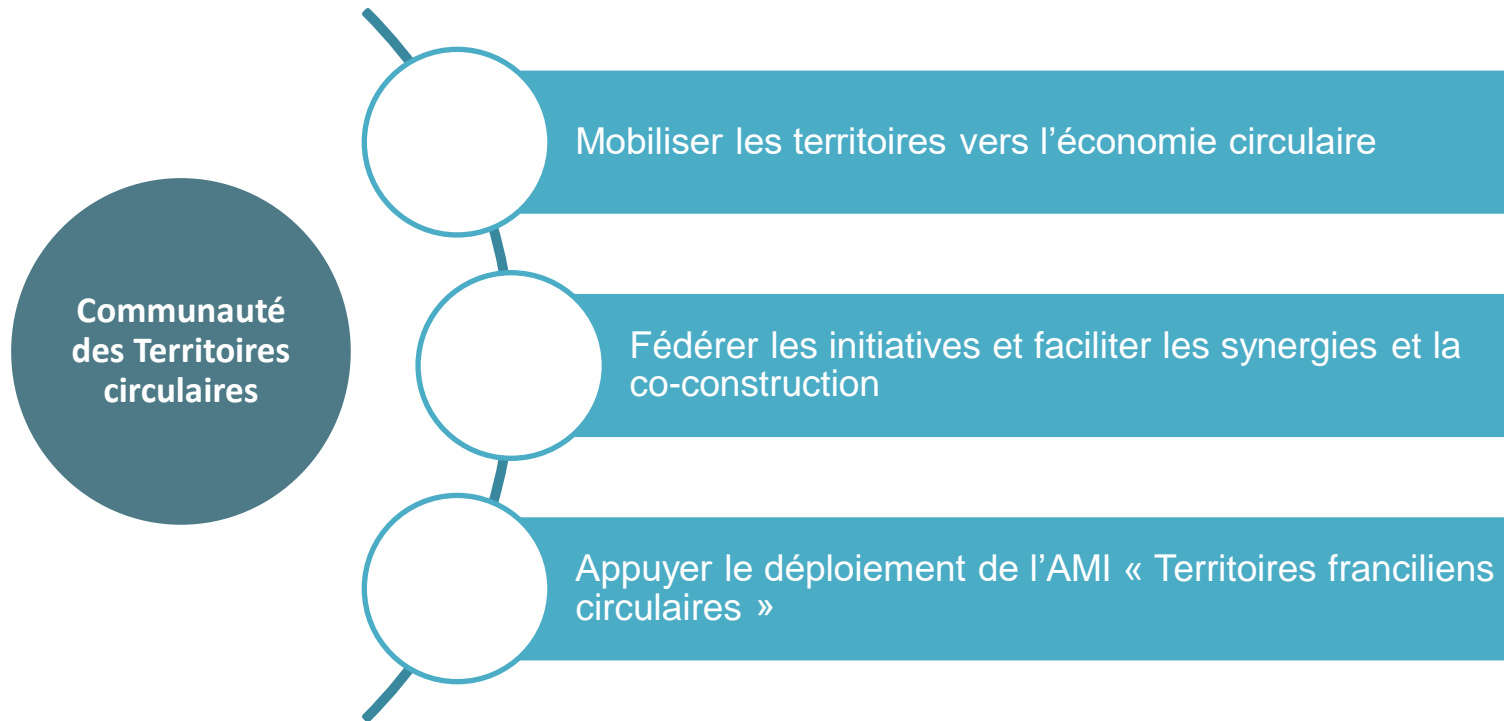 Communauté
des Territoires
circulaires
Mobiliser les territoires vers l’économie circulaire
Fédérer les initiatives et faciliter les synergies et la
co-construction
Appuyer le déploiement de l’AMI « Territoires franciliens
circulaires »